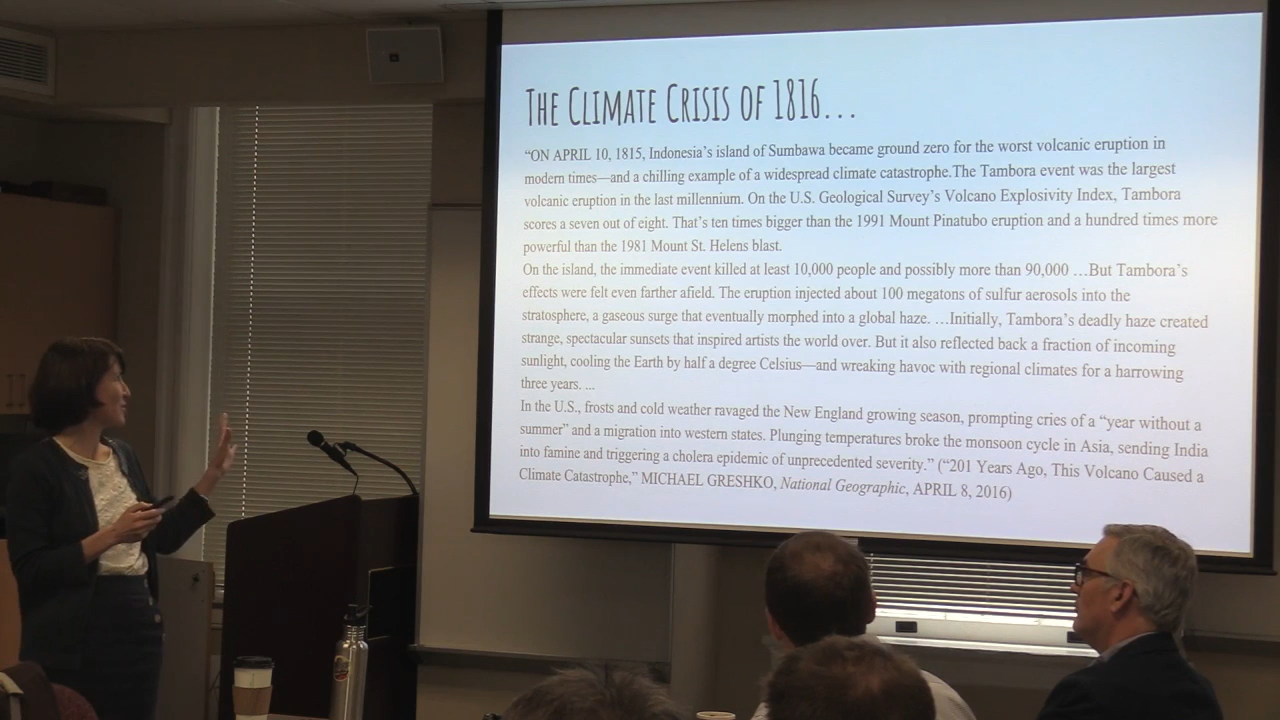 THE CLIMATE CRISIS OF 1816...
“ON APRIL 10, 1815, Indonesia’s island of Sumbawa became ground zero for the worst volcanic eruption in
modern times—and a chilling example of a widespread climate catastrophe.The Tambora event was the largest
volcanic eruption in the last millennium. On the U.S. Geological Survey’s Volcano Explosivity Index, Tambora
scores a seven out of eight. That’s ten times bigger than the 1991 Mount Pinatubo eruption and a hundred times more
powerful than the 1981 Mount St. Helens blast.
On the island, the immediate event killed at least 10,000 people and possibly more than 90,000 …But Tambora’s
effects were felt even farther afield. The eruption injected about 100 megatons of sulfur aerosols into the
stratosphere, a gaseous surge that eventually morphed into a global haze. …Initially, Tambora’s deadly haze created
strange, spectacular sunsets that inspired artists the world over. But it also reflected back a fraction of incoming
sunlight, cooling the Earth by half a degree Celsius—and wreaking havoc with regional climates for a harrowing
three years. ...
In the U.S., frosts and cold weather ravaged the New England growing season, prompting cries of a “year without a
summer” and a migration into western states. Plunging temperatures broke the monsoon cycle in Asia, sending India
into famine and triggering a cholera epidemic of unprecedented severity.” (“201 Years Ago, This Volcano Caused a
Climate Catastrophe,” MICHAEL GRESHKO, National Geographic, APRIL 8, 2016)